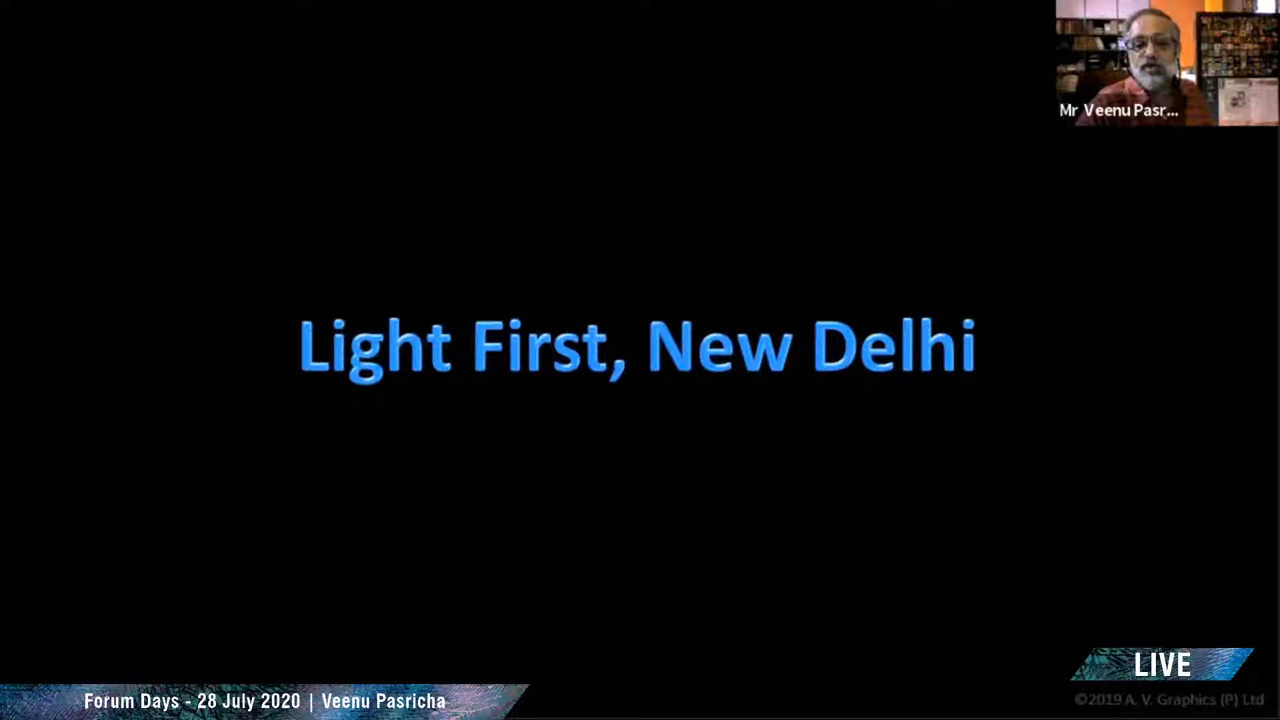 Mr Veenu Pasr...
Light First, New Delhi
LIVE
Forum Days - 28 July 2020 | Veenu Pasricha
©2019 A. V. Graphics (P) Ltd